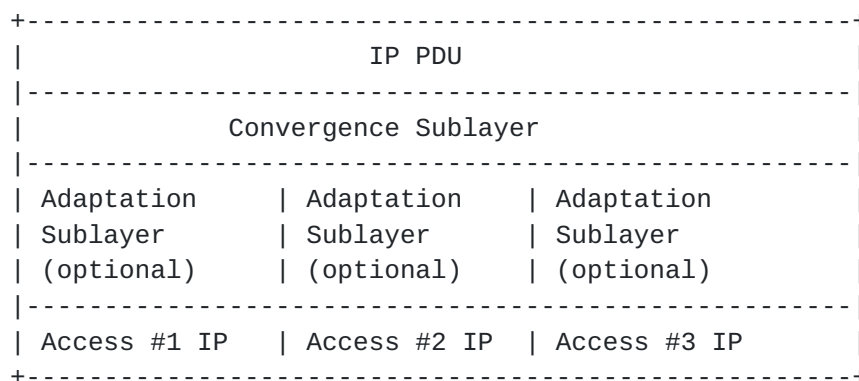 +-----------------------------------------------------+
|                      IP PDU                         |
|-----------------------------------------------------|
|             Convergence Sublayer                    |
|-----------------------------------------------------|
| Adaptation     | Adaptation    | Adaptation         |
| Sublayer       | Sublayer      | Sublayer           |
| (optional)     | (optional)    | (optional)         |
|-----------------------------------------------------|
| Access #1 IP   | Access #2 IP  | Access #3 IP       |
+-----------------------------------------------------+